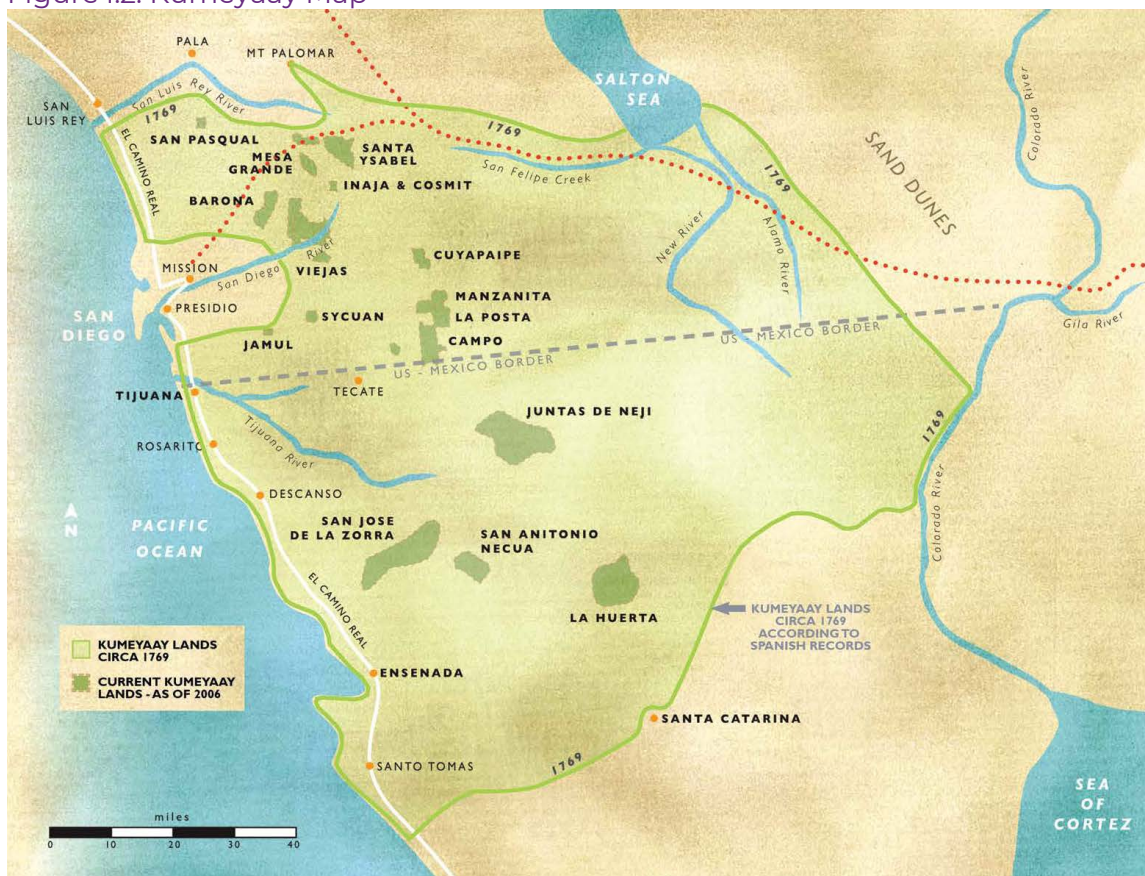 Figure 1.2. Kumeyaay Map
PALA
MT PALOMAR
SAN
LUIS REY
San Luis Rey River
1769
EL CAMINO REAL
SALTON
SEA
1769
Colorado River
SAN PASQUAL
MESA
GRANDE
SANTA
YSABEL
San Felipe Creek
INAJA & COSMIT
BARONA
1769
SAND DUNES
New River
Alamo River
MISSION
San Diego River
VIEJAS
CUYAPAIPE
PRESIDIO
SAN
DIEGO
MANZANITA
LA POSTA
SYCUAN
JAMUL
CAMPO
US - MEXICO BORDER
US - MEXICO BORDER
Gila River
TIJUANA
TECATE
Tijuana River
JUNTAS DE NEJI
1769
ROSARITO
DESCANSO
Colorado River
N
PACIFIC
OCEAN
SAN JOSE
DE LA ZORRA
SAN ANITONIO
NECUA
EL CAMINO REAL
LA HUERTA
KUMEYAAY LANDS
CIRCA 1769
ACCORDING TO
SPANISH RECORDS
KUMEYAAY LANDS
CIRCA 1769
CURRENT KUMEYAAY
LANDS - AS OF 2006
ENSENADA
SANTA CATARINA
SANTO TOMAS
1769
SEA
OF
CORTEZ
miles
0 10 20 30 40